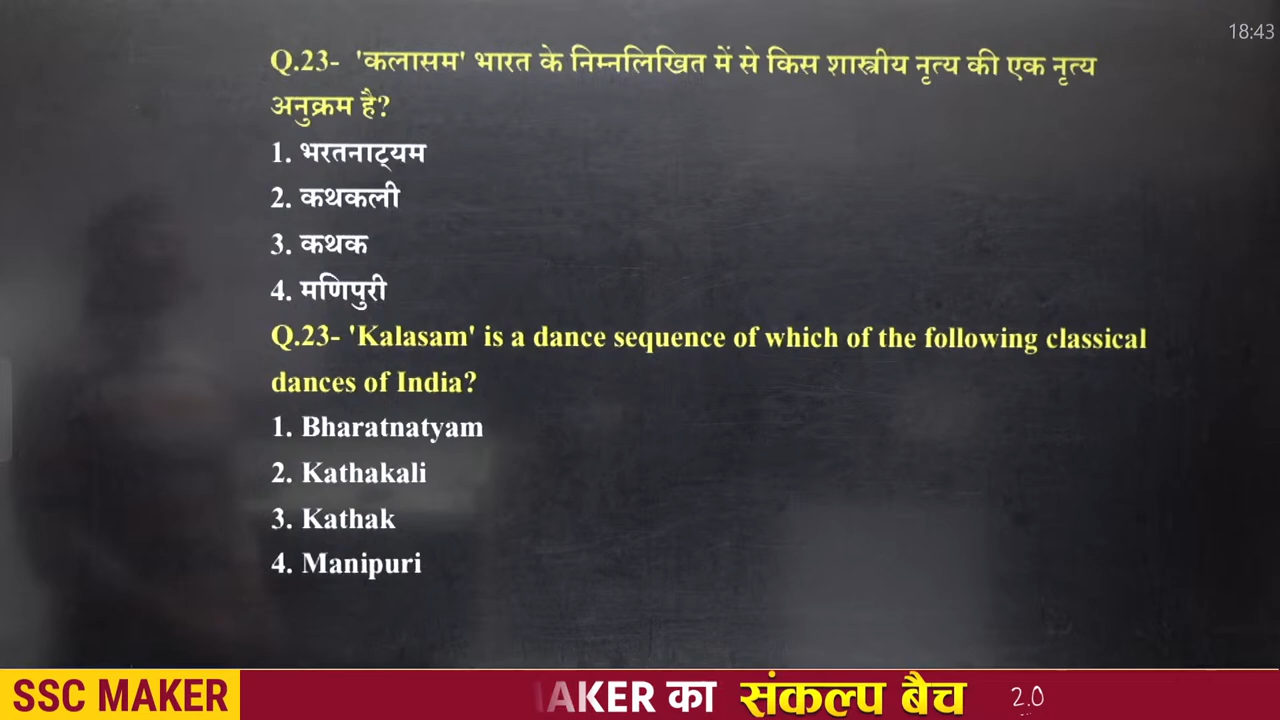 18:43
Q.23- 'कलासम' भारत के निम्नलिखित में से किस शास्त्रीय नृत्य की एक नृत्य
अनुक्रम है?
1. भरतनाट्यम
2. कथकली
3. कथक
4. मणिपुरी
Q.23- 'Kalasam' is a dance sequence of which of the following classical
dances of India?
1. Bharatnatyam
2. Kathakali
3. Kathak
4. Manipuri
SSC MAKER AKER का संकल्प बैच 2.0